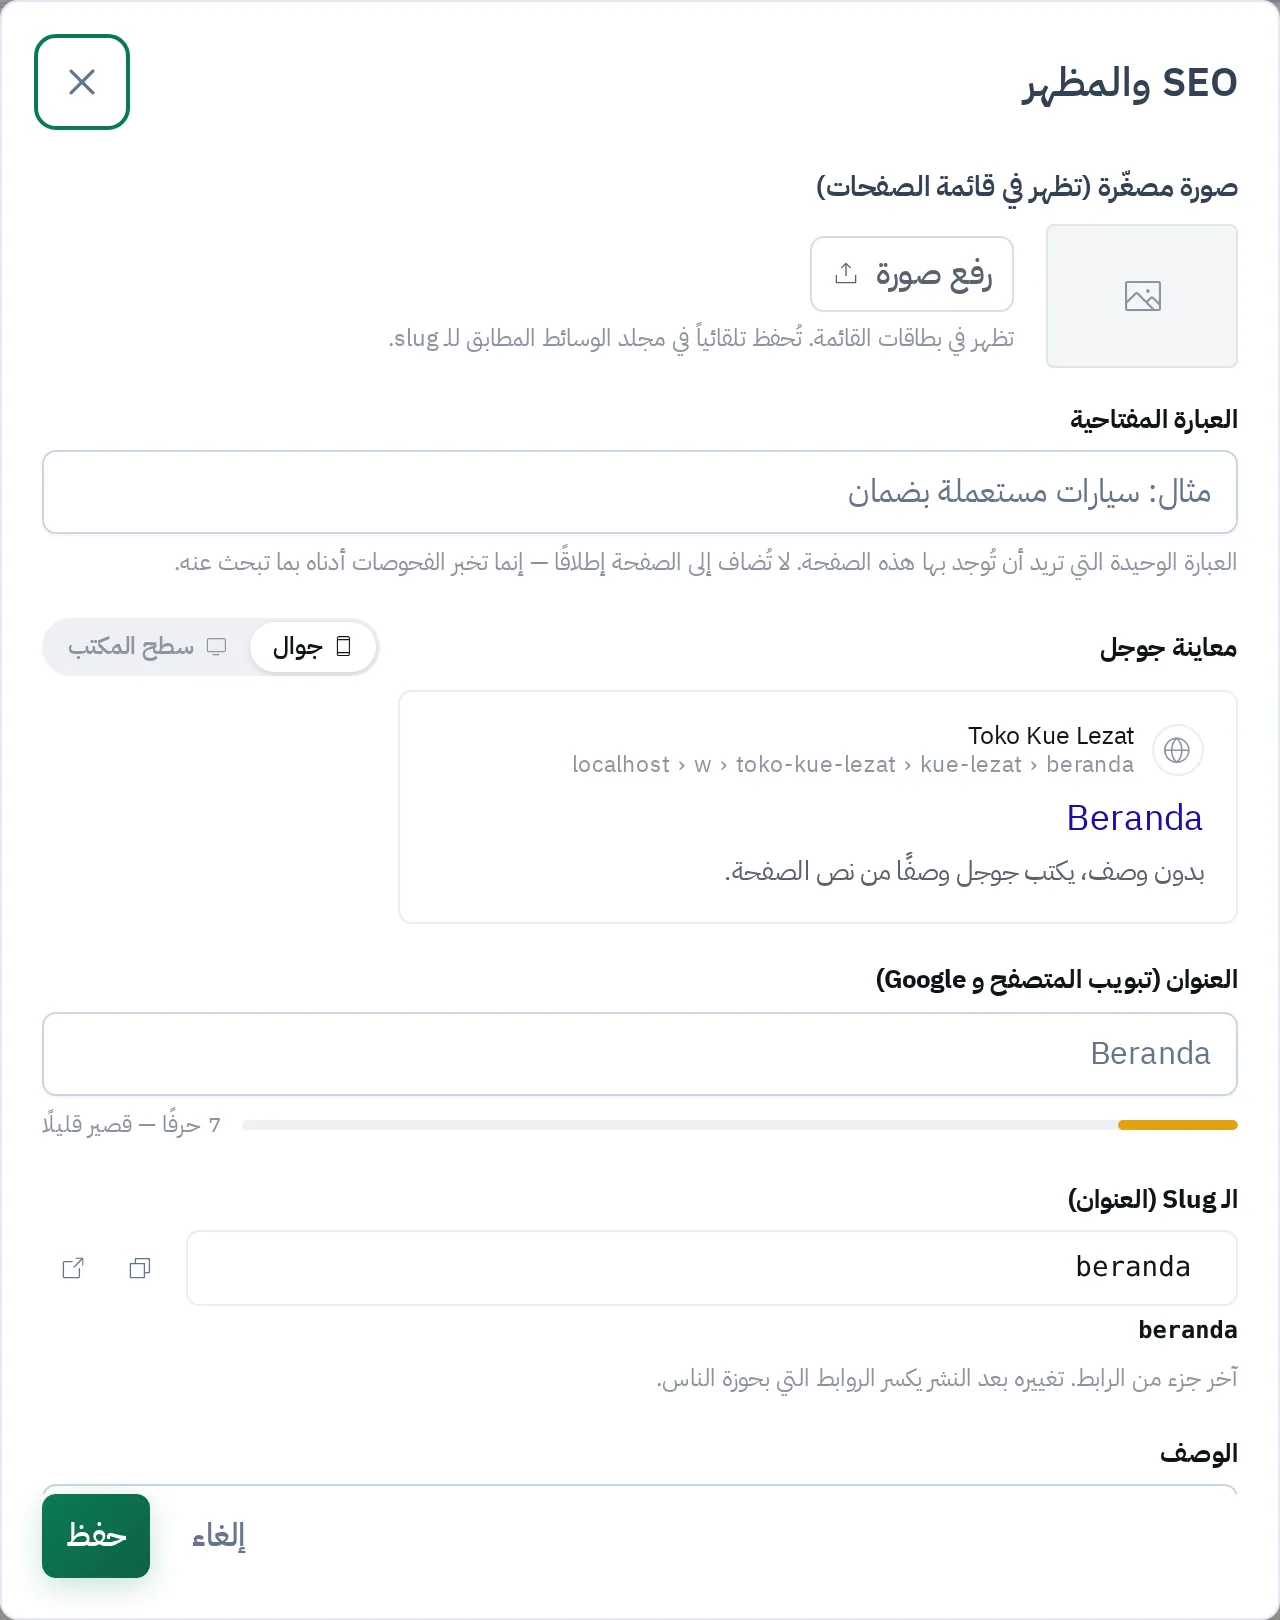 SEO والمظهر
صورة مصغّرة (تظهر في قائمة الصفحات)
رفع صورة
تظهر في بطاقات القائمة. تُحفظ تلقائياً في مجلد الوسائط المطابق للـ slug.
العبارة المفتاحية
مثال: سيارات مستعملة بضمان
العبارة الوحيدة التي تريد أن تُوجد بها هذه الصفحة. لا تُضاف إلى الصفحة إطلاقًا — إنما تخبر الفحوصات أدناه بما تبحث عنه.
معاينة جوجل
جوال
سطح المكتب
Toko Kue Lezat
localhost › w › toko-kue-lezat › kue-lezat › beranda
Beranda
بدون وصف، يكتب جوجل وصفًا من نص الصفحة.
العنوان (تبويب المتصفح و Google)
Beranda
7 حرفًا — قصير قليلًا
الـ Slug (العنوان)
beranda
beranda
آخر جزء من الرابط. تغييره بعد النشر يكسر الروابط التي بحوزة الناس.
الوصف
إلغاء
حفظ